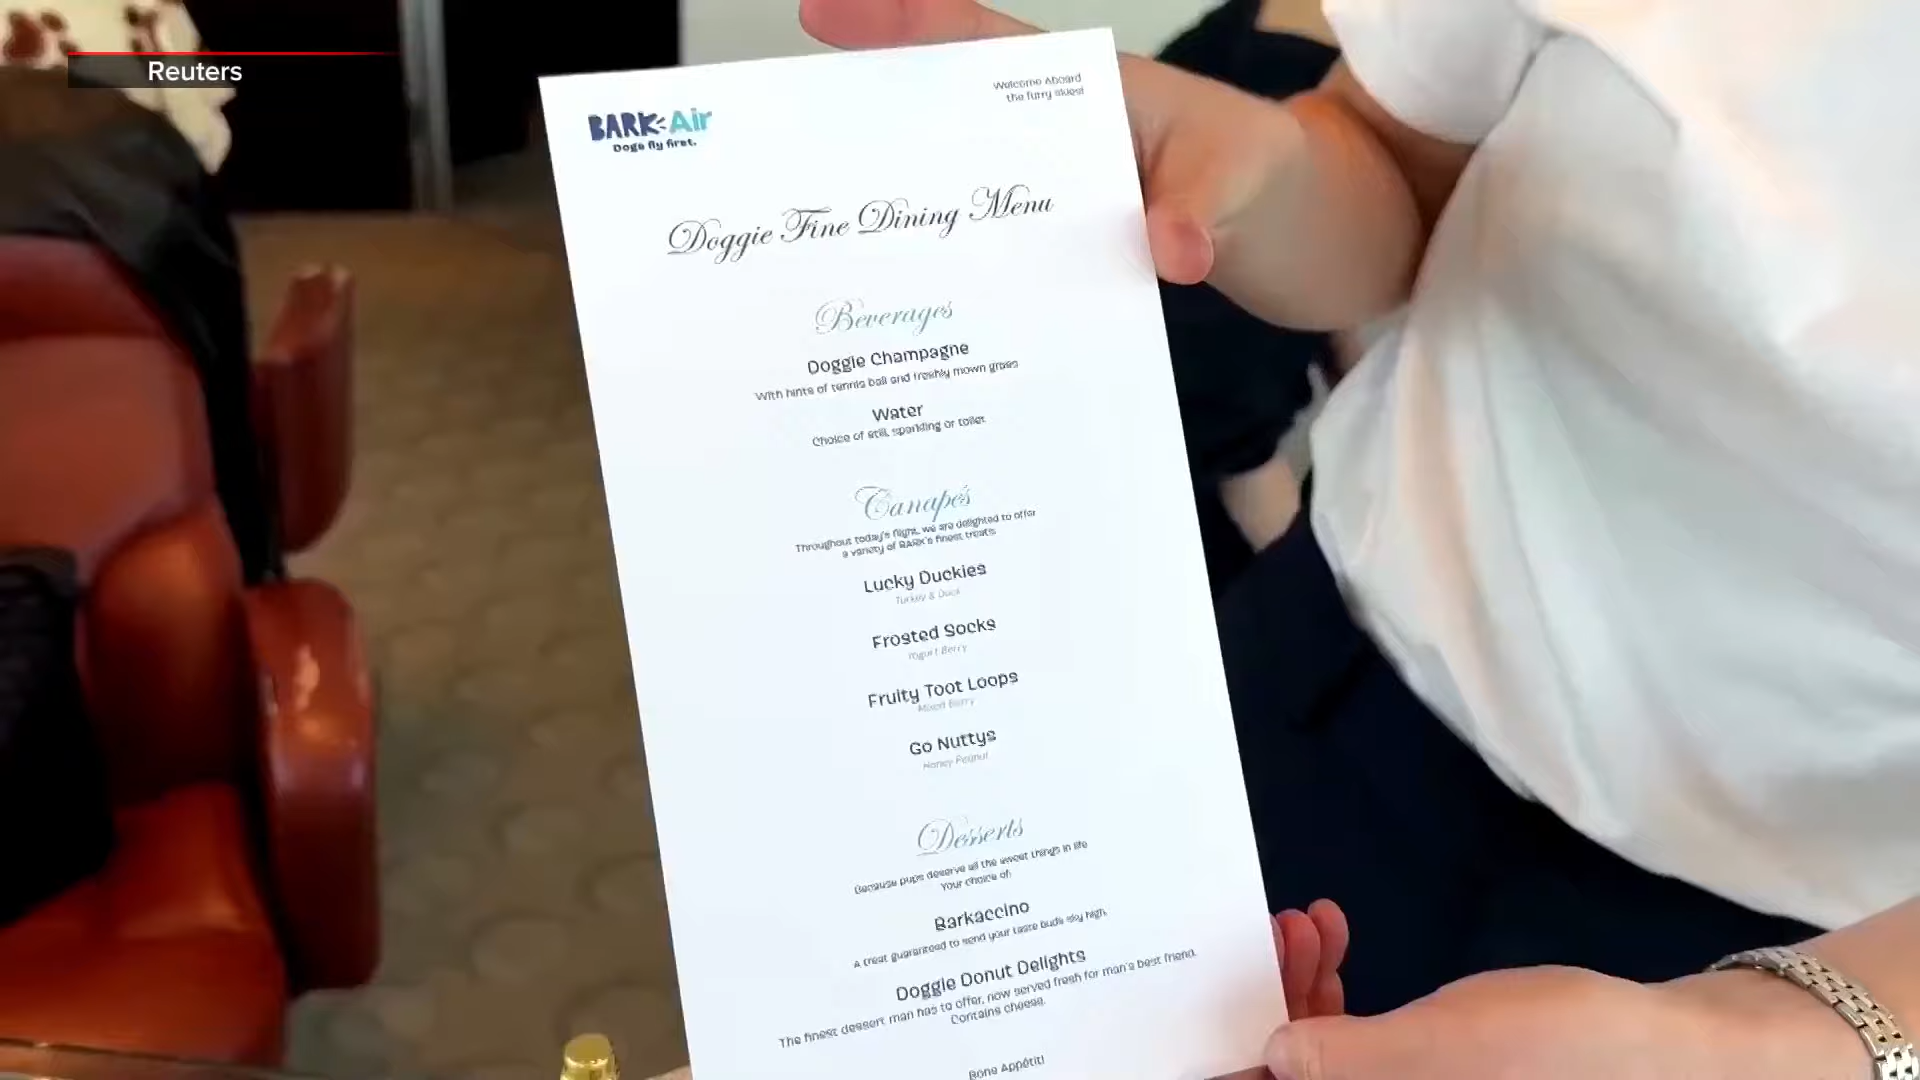 Reuters
Welcome Aboard
the furry skies!
BARK Air
Dogs fly first.
Doggie Fine Dining Menu
Beverages
Doggie Champagne
With hints of tennis ball and freshly mown grass
Water
Choice of still, sparkling or toilet
Canapés
Throughout today's flight, we are delighted to offer
a variety of BARK's finest treats
Lucky Duckies
Turkey & Duck
Frosted Socks
Yogurt Berry
Fruity Toot Loops
Mixed Berry
Go Nuttys
Honey Peanut
Desserts
Because pups deserve all the sweet things in life
Your choice of:
Barkaccino
A treat guaranteed to send your taste buds sky high.
Doggie Donut Delights
The finest dessert man has to offer, now served fresh for man's best friend.
Contains cheese.
Bone Appétit!